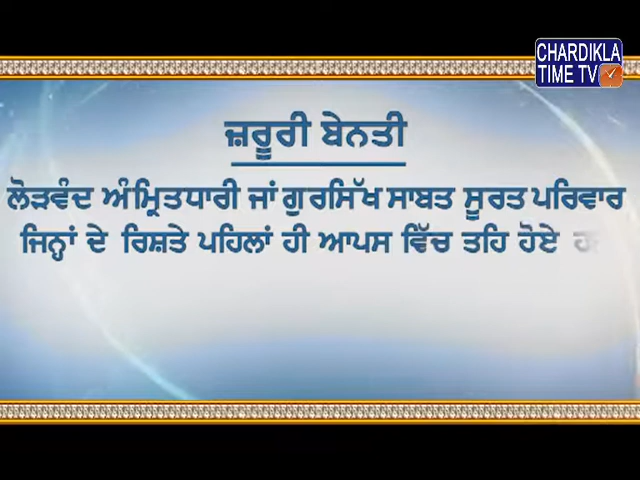 CHARDIKLA
TIME TV
ਜ਼ਰੂਰੀ ਬੇਨਤੀ
ਲੋੜਵੰਦ ਅੰਮ੍ਰਿਤਧਾਰੀ ਜਾਂ ਗੁਰਸਿੱਖ ਸਾਬਤ ਸੂਰਤ ਪਰਿਵਾਰ
ਜਿਨ੍ਹਾਂ ਦੇ ਰਿਸ਼ਤੇ ਪਹਿਲਾਂ ਹੀ ਆਪਸ ਵਿੱਚ ਤਹਿ ਹੋਏ